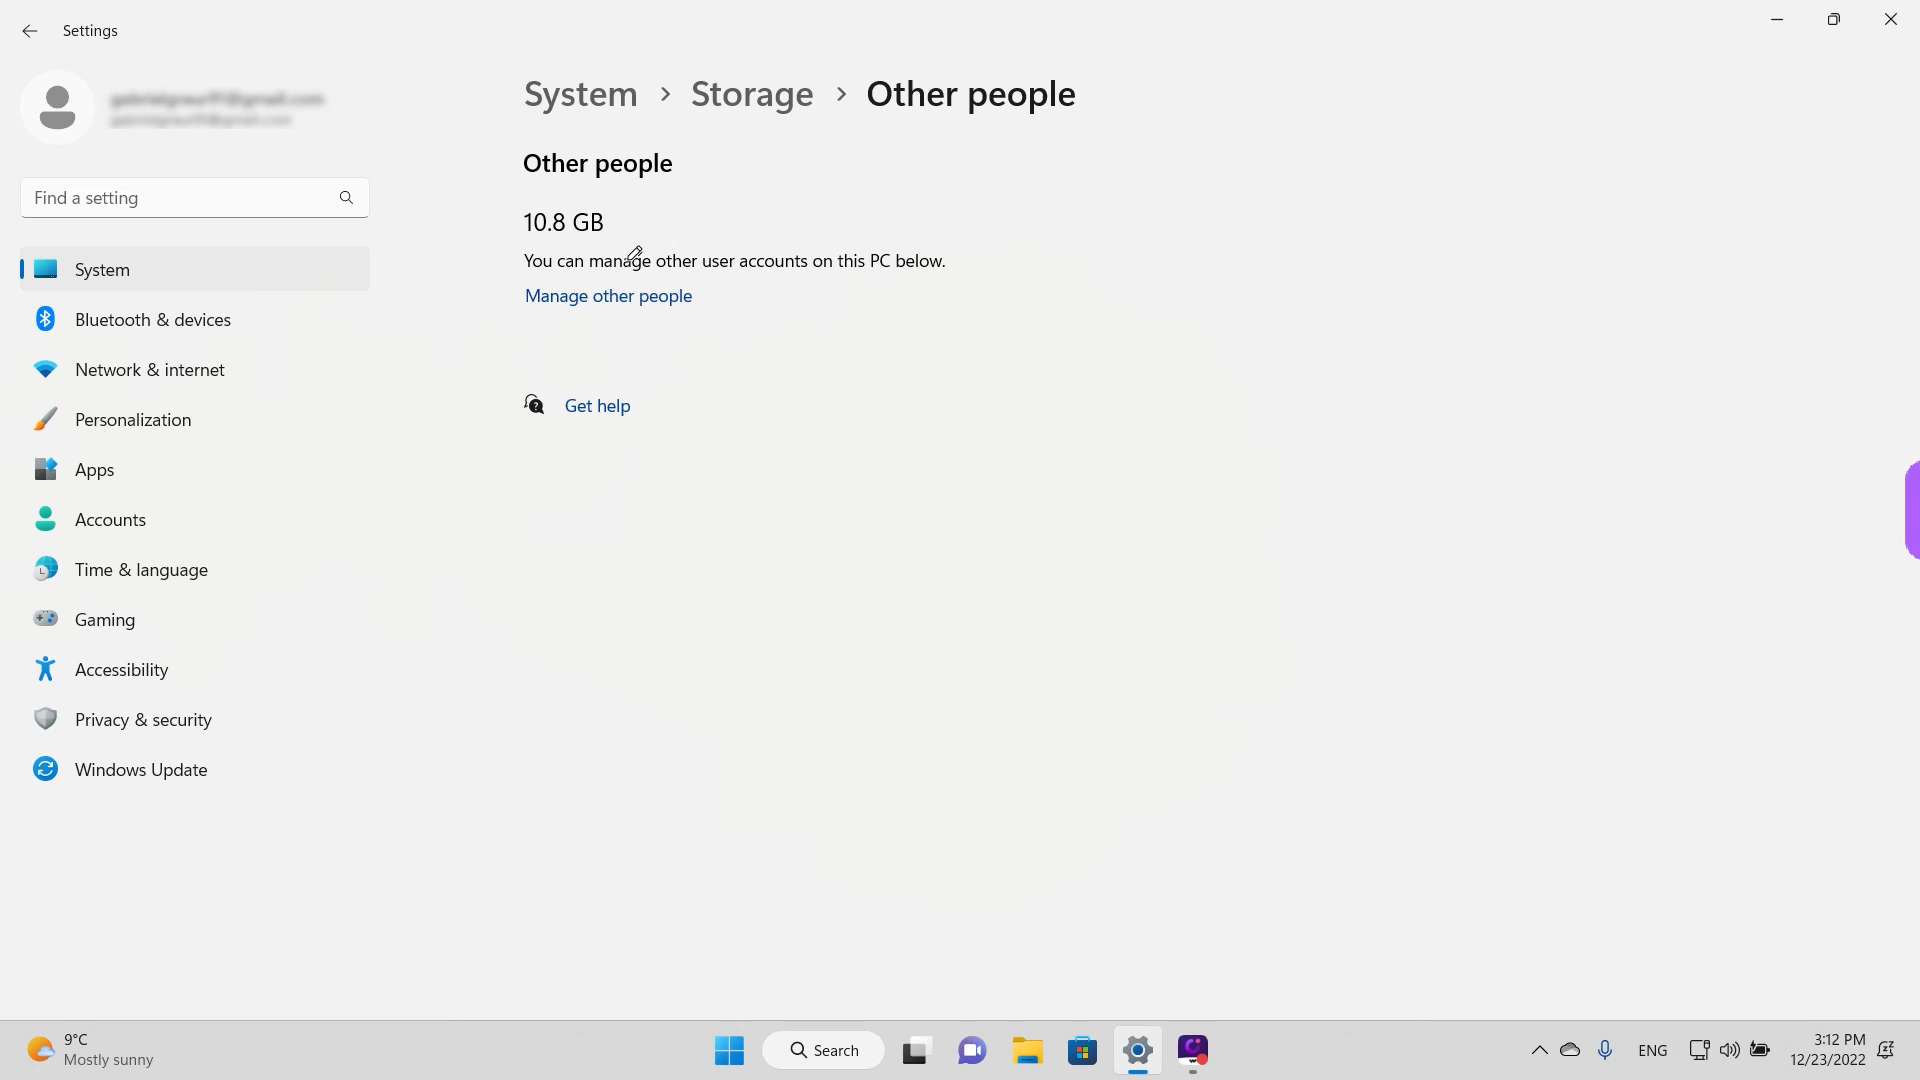 Settings
System > Storage > Other people
Other people
10.8 GB
You can manage other user accounts on this PC below.
Manage other people
Get help
Find a setting
System
Bluetooth & devices
Network & internet
Personalization
Apps
Accounts
Time & language
Gaming
Accessibility
Privacy & security
Windows Update
9°C
Mostly sunny
Search
ENG
3:12 PM
12/23/2022